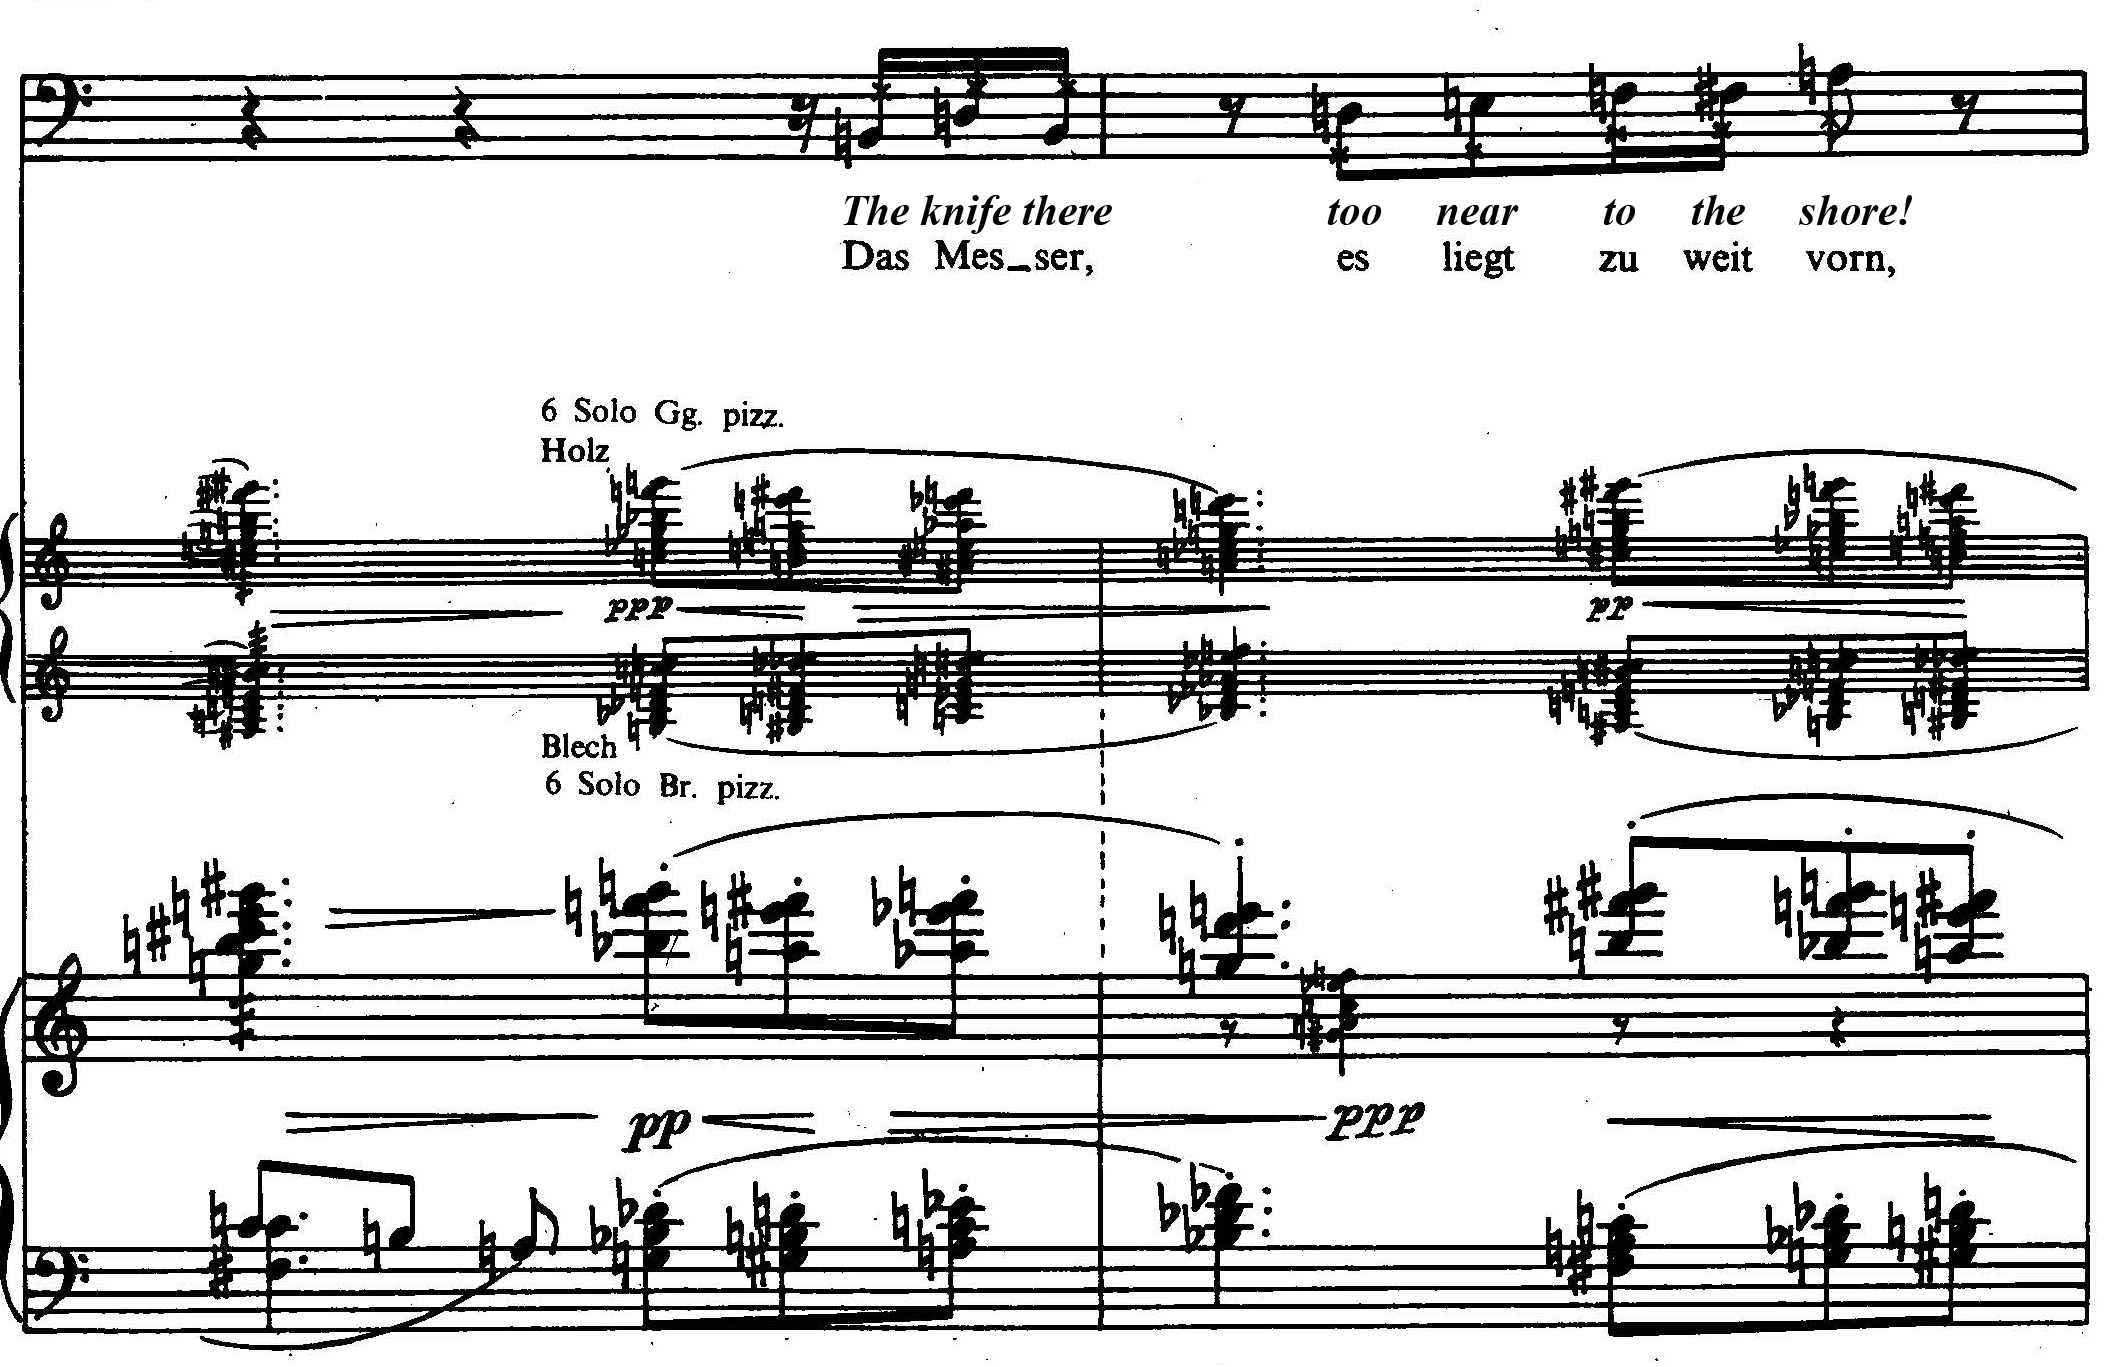 The knife there too near to the shore!
Das Mes_ser, es liegt zu weit vorn,
6 Solo Gg. pizz.
Holz
ppp
pp
Blech
6 Solo Br. pizz.
pp
ppp